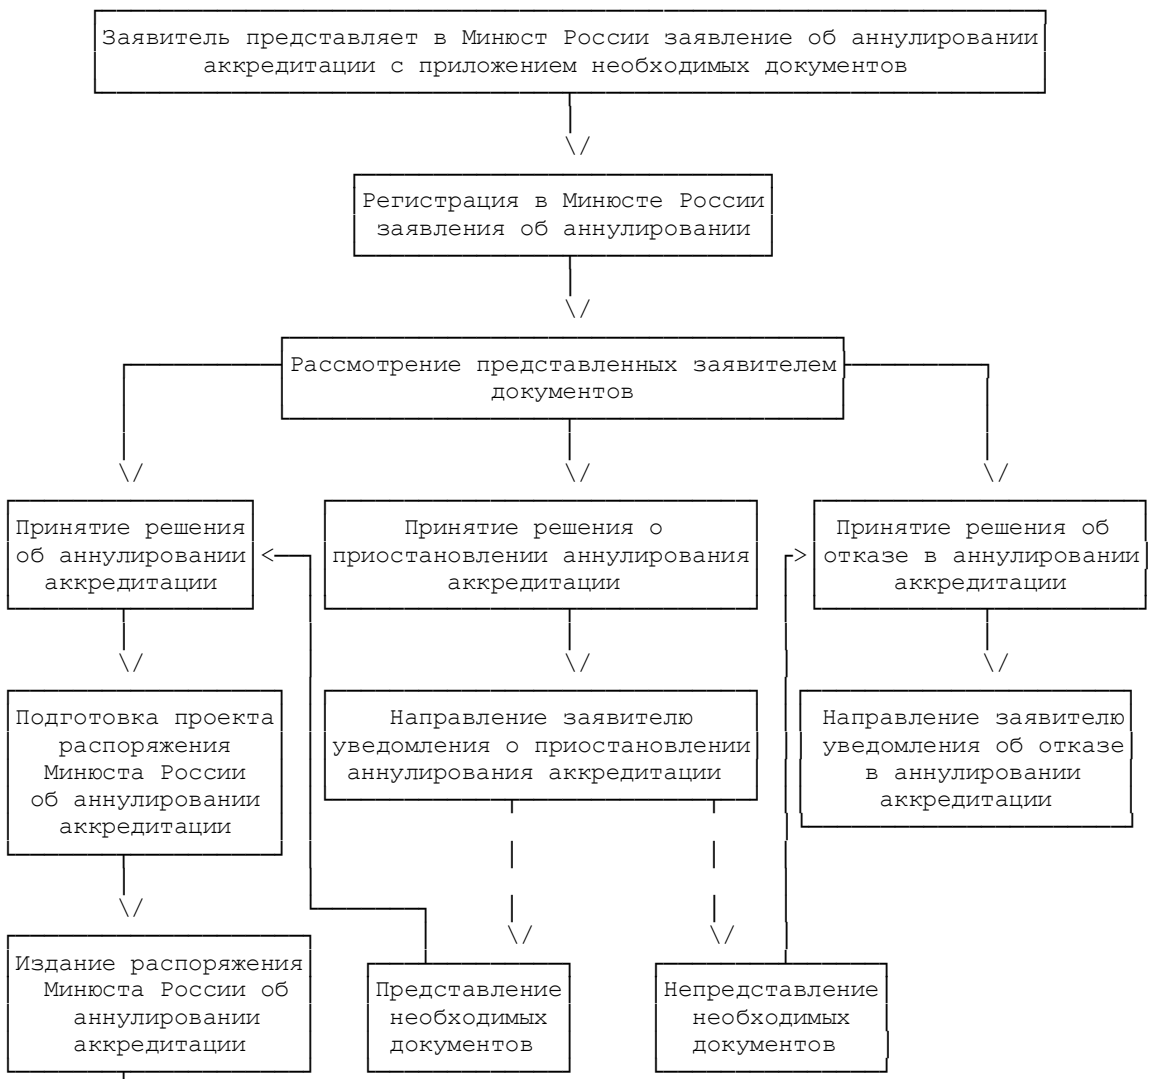 Заявитель представляет в Минюст России заявление об аннулировании
аккредитации с приложением необходимых документов
Регистрация в Минюсте России
заявления об аннулировании
Рассмотрение представленных заявителем
документов
Принятие решения
об аннулировании
аккредитации
Принятие решения о
приостановлении аннулирования
аккредитации
Принятие решения об
отказе в аннулировании
аккредитации
Подготовка проекта
распоряжения
Минюста России
об аннулировании
аккредитации
Направление заявителю
уведомления о приостановлении
аннулирования аккредитации
Направление заявителю
уведомления об отказе
в аннулировании
аккредитации
Издание распоряжения
Минюста России об
аннулировании
аккредитации
Представление
необходимых
документов
Непредставление
необходимых
документов